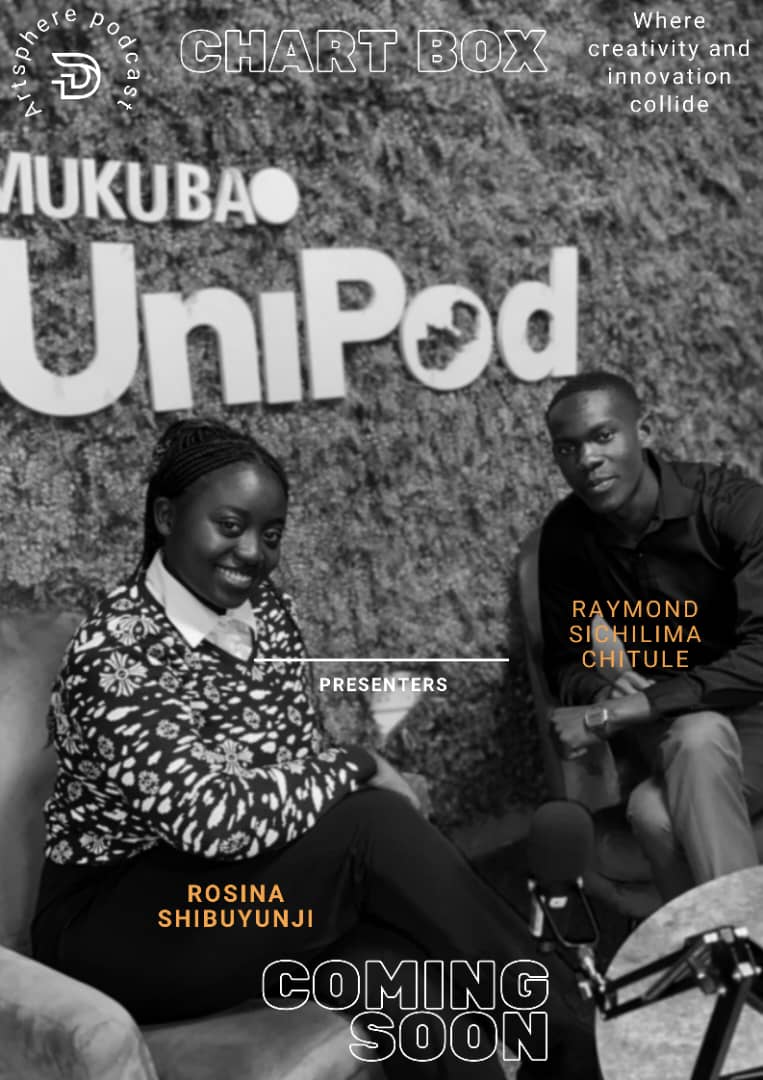 Artsphere podcast
CHART BOX
Where
creativity and
innovation
collide
MUKUBA
UniPod
RAYMOND
SICHILIMA
CHITULE
PRESENTERS
ROSINA
SHIBUYUNJI
COMING
SOON